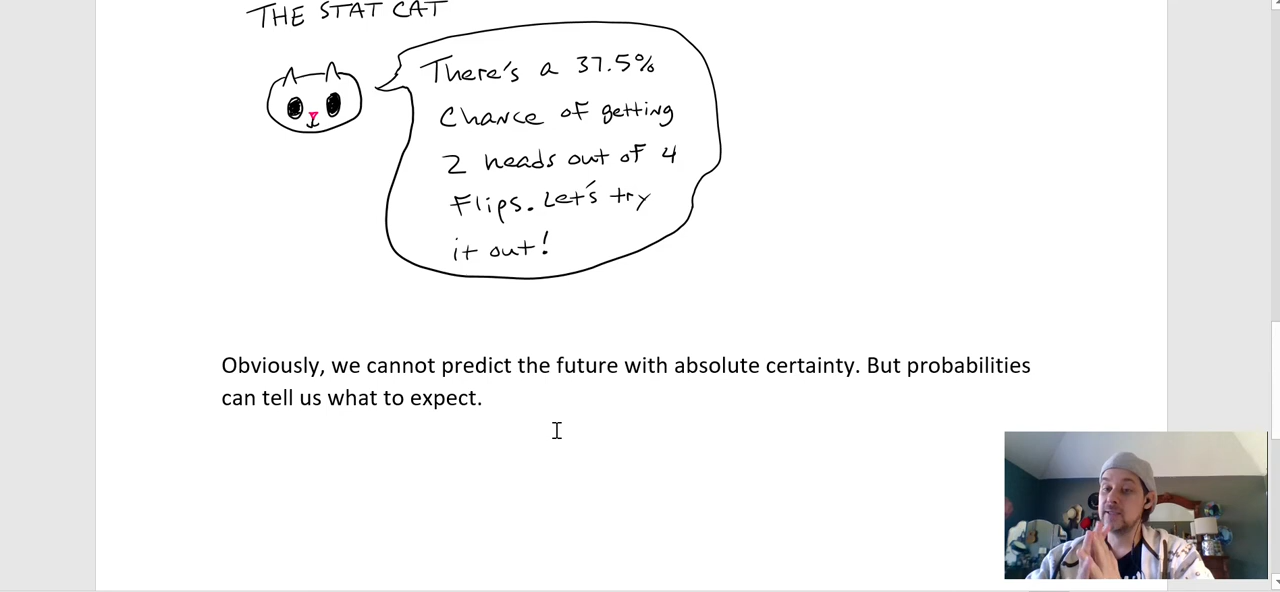 THE STAT CAT
There's a 37.5%
Chance of getting
2 heads out of 4
Flips. Let's try
it out!
Obviously, we cannot predict the future with absolute certainty. But probabilities
can tell us what to expect.